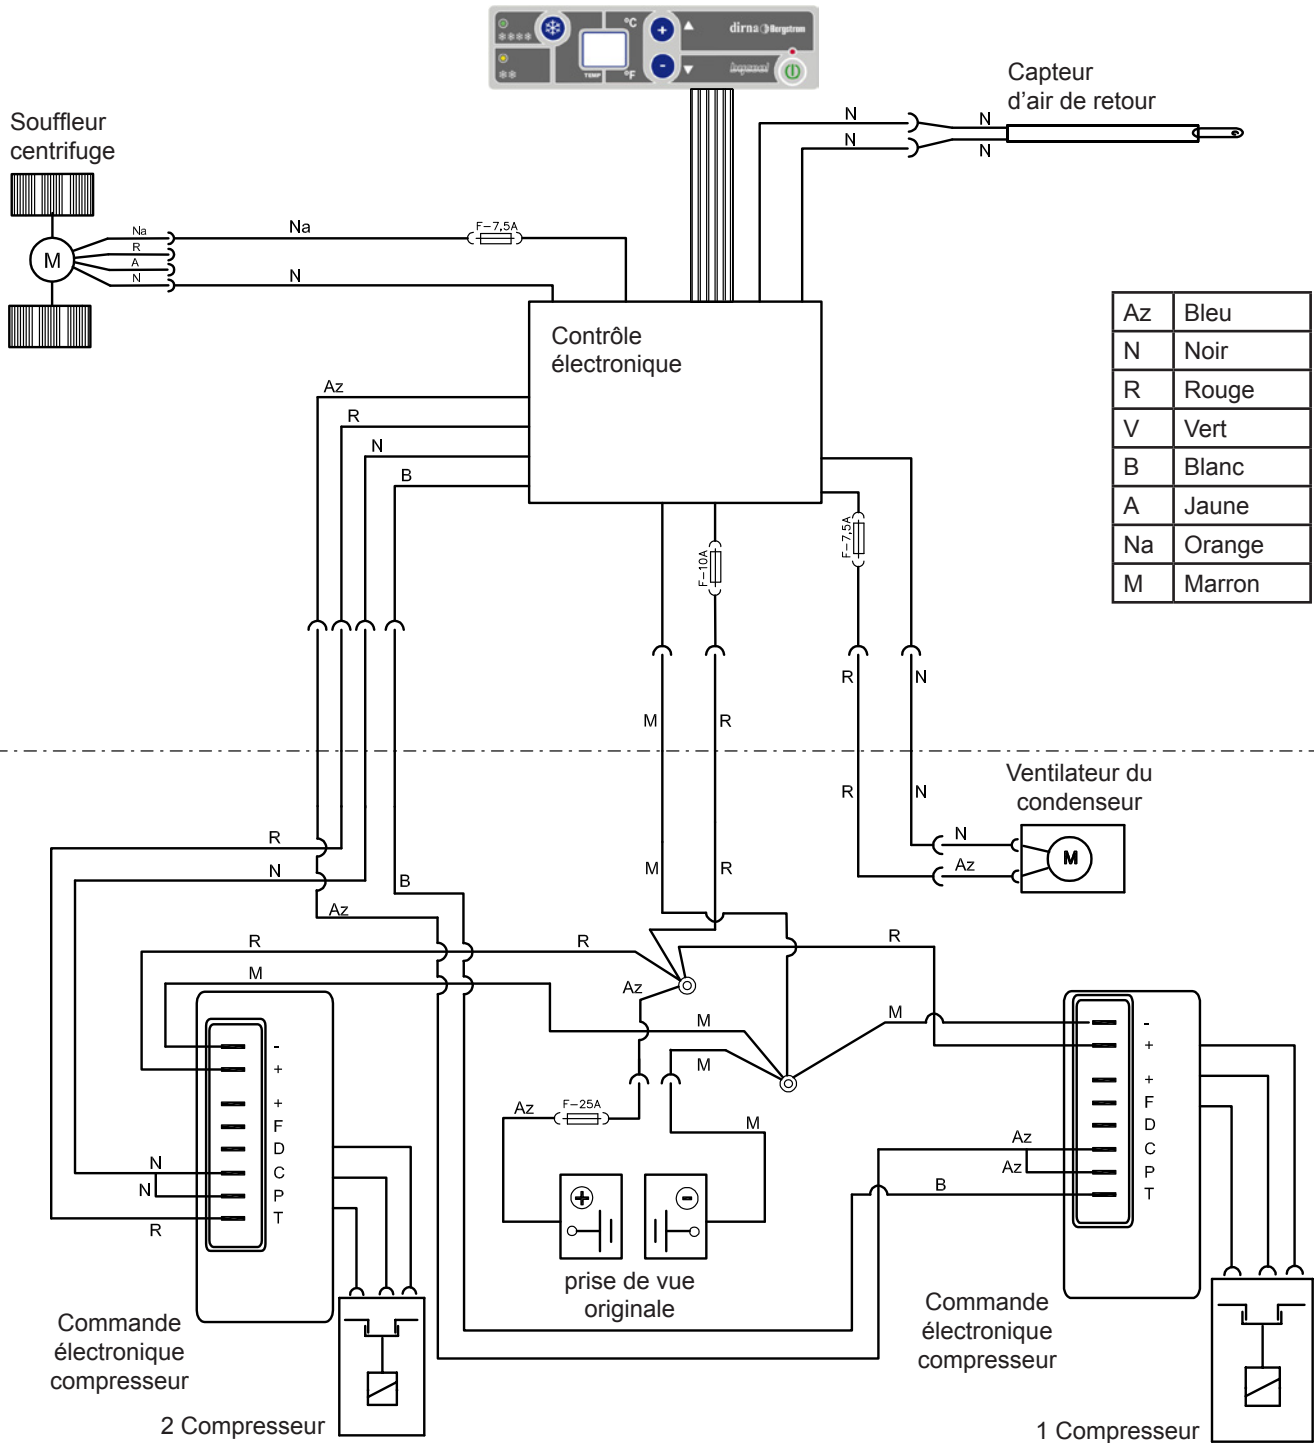 °C
dirna Bergstrom
TEMP
°F
+
-
Capteur
d'air de retour
N
N
N
N
Souffleur
centrifuge
M
Na
R
A
N
Na
N
F-7,5A
Contrôle
électronique
Az Bleu
N Noir
R Rouge
V Vert
B Blanc
A Jaune
Na Orange
M Marron
Az
R
N
B
F-10A
F-7,5A
R
N
M
R
Ventilateur du
condenseur
R
N
N
Az
M
M
R
R
N
B
Az
R
M
R
R
Az
M
M
M
-
+
+
F
D
C
P
T
N
N
R
Az
F-25A
M
+
-
prise de vue
originale
-
+
+
F
D
C
P
T
Az
Az
B
Commande
électronique
compresseur
2 Compresseur
Commande
électronique
compresseur
1 Compresseur